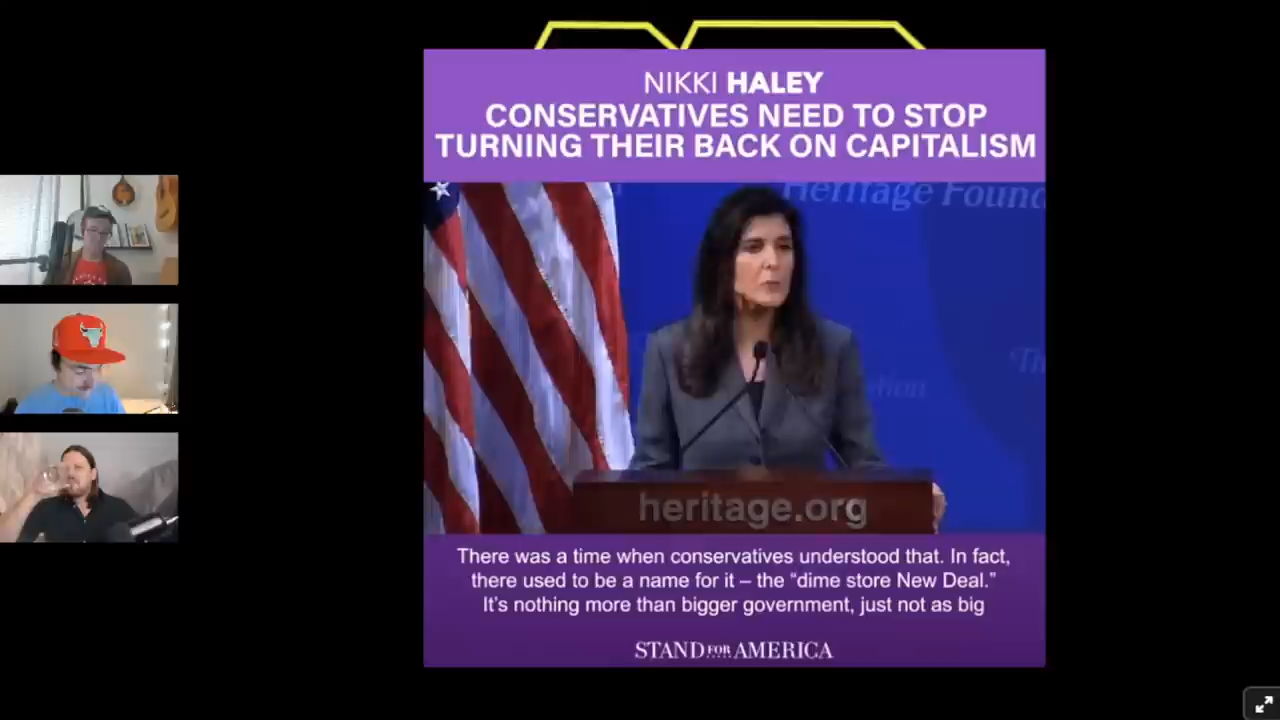 NIKKI HALEY
CONSERVATIVES NEED TO STOP
TURNING THEIR BACK ON CAPITALISM
Heritage Found
heritage.org
There was a time when conservatives understood that. In fact,
there used to be a name for it – the “dime store New Deal.”
It’s nothing more than bigger government, just not as big
STAND FOR AMERICA